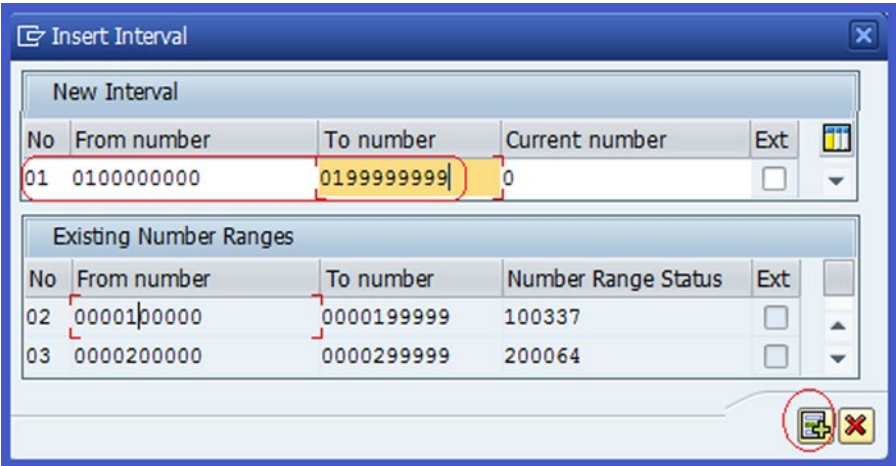 Insert Interval
New Interval
No From number To number Current number Ext
01 0100000000 0199999999 0
Existing Number Ranges
No From number To number Number Range Status Ext
02 0000100000 0000199999 100337
03 0000200000 0000299999 200064